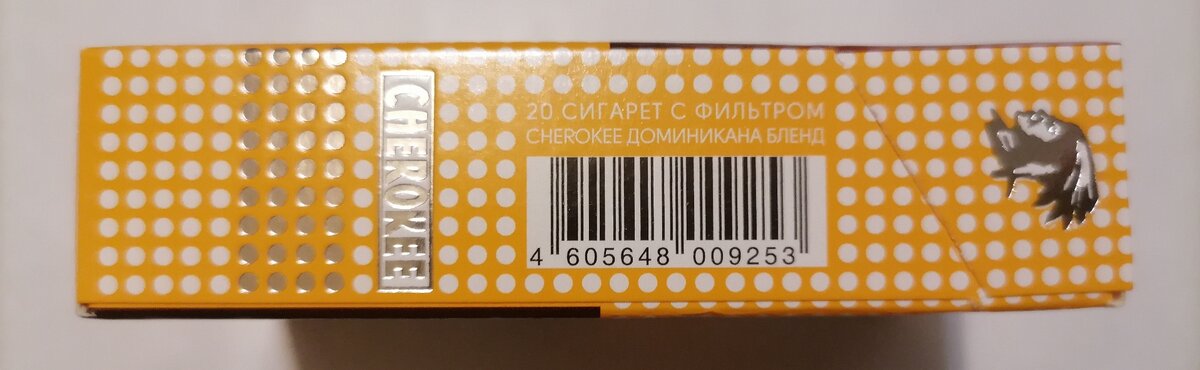 CHEROKEE
20 СИГАРЕТ С ФИЛЬТРОМ
CHEROKEE ДОМИНИКАНА БЛЕНД
4 605648 009253